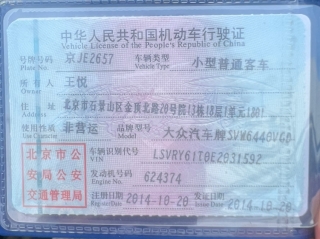 中华人民共和国机动车行驶证
Vehicle License of the People's Republic of China
号牌号码 京JE2657 车辆类型 小型普通客车
Plate No. Vehicle Type
所有人 王悦
Owner
住址 北京市石景山区金顶北路20号院13栋18层1单元1801
Address
使用性质 非营运 品牌型号 大众汽车牌SVW6440VGD
Use Character Model
北京市公 车辆识别代号 LSVRY61T0E2031592
安局公安 VIN
交通管理局 发动机号码 624374
Engine No.
注册日期 2014-10-20 发证日期 2014-10-20
Register Date Issue Date